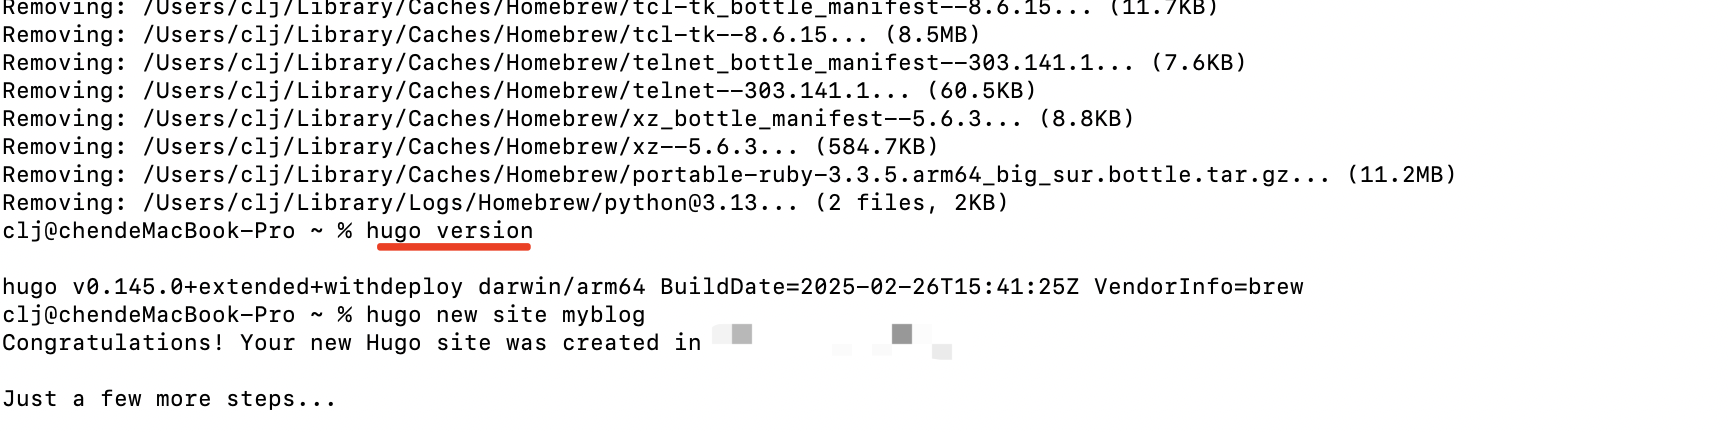 Removing: /Users/clj/Library/Caches/Homebrew/tcl-tk_bottle_manifest--8.6.15... (11.7KB)
Removing: /Users/clj/Library/Caches/Homebrew/tcl-tk--8.6.15... (8.5MB)
Removing: /Users/clj/Library/Caches/Homebrew/telnet_bottle_manifest--303.141.1... (7.6KB)
Removing: /Users/clj/Library/Caches/Homebrew/telnet--303.141.1... (60.5KB)
Removing: /Users/clj/Library/Caches/Homebrew/xz_bottle_manifest--5.6.3... (8.8KB)
Removing: /Users/clj/Library/Caches/Homebrew/xz--5.6.3... (584.7KB)
Removing: /Users/clj/Library/Caches/Homebrew/portable-ruby-3.3.5.arm64_big_sur.bottle.tar.gz... (11.2MB)
Removing: /Users/clj/Library/Logs/Homebrew/python@3.13... (2 files, 2KB)
clj@chendeMacBook-Pro ~ % hugo version
hugo v0.145.0+extended+withdeploy darwin/arm64 BuildDate=2025-02-26T15:41:25Z VendorInfo=brew
clj@chendeMacBook-Pro ~ % hugo new site myblog
Congratulations! Your new Hugo site was created in
Just a few more steps...